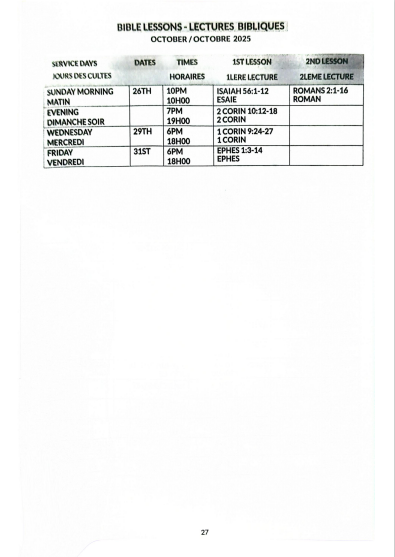 BIBLE LESSONS - LECTURES BIBLIQUES
OCTOBER / OCTOBRE 2025
SERVICE DAYS DATES TIMES 1ST LESSON 2ND LESSON
JOURS DES CULTES HORAIRES 1LERE LECTURE 2LEME LECTURE
SUNDAY MORNING 26TH 10PM ISAIAH 56:1-12 ROMANS 2:1-16
MATIN 10H00 ESAIE ROMAN
EVENING 7PM 2 CORIN 10:12-18
DIMANCHE SOIR 19H00 2 CORIN
WEDNESDAY 29TH 6PM 1 CORIN 9:24-27
MERCREDI 18H00 1 CORIN
FRIDAY 31ST 6PM EPHES 1:3-14
VENDREDI 18H00 EPHES
27